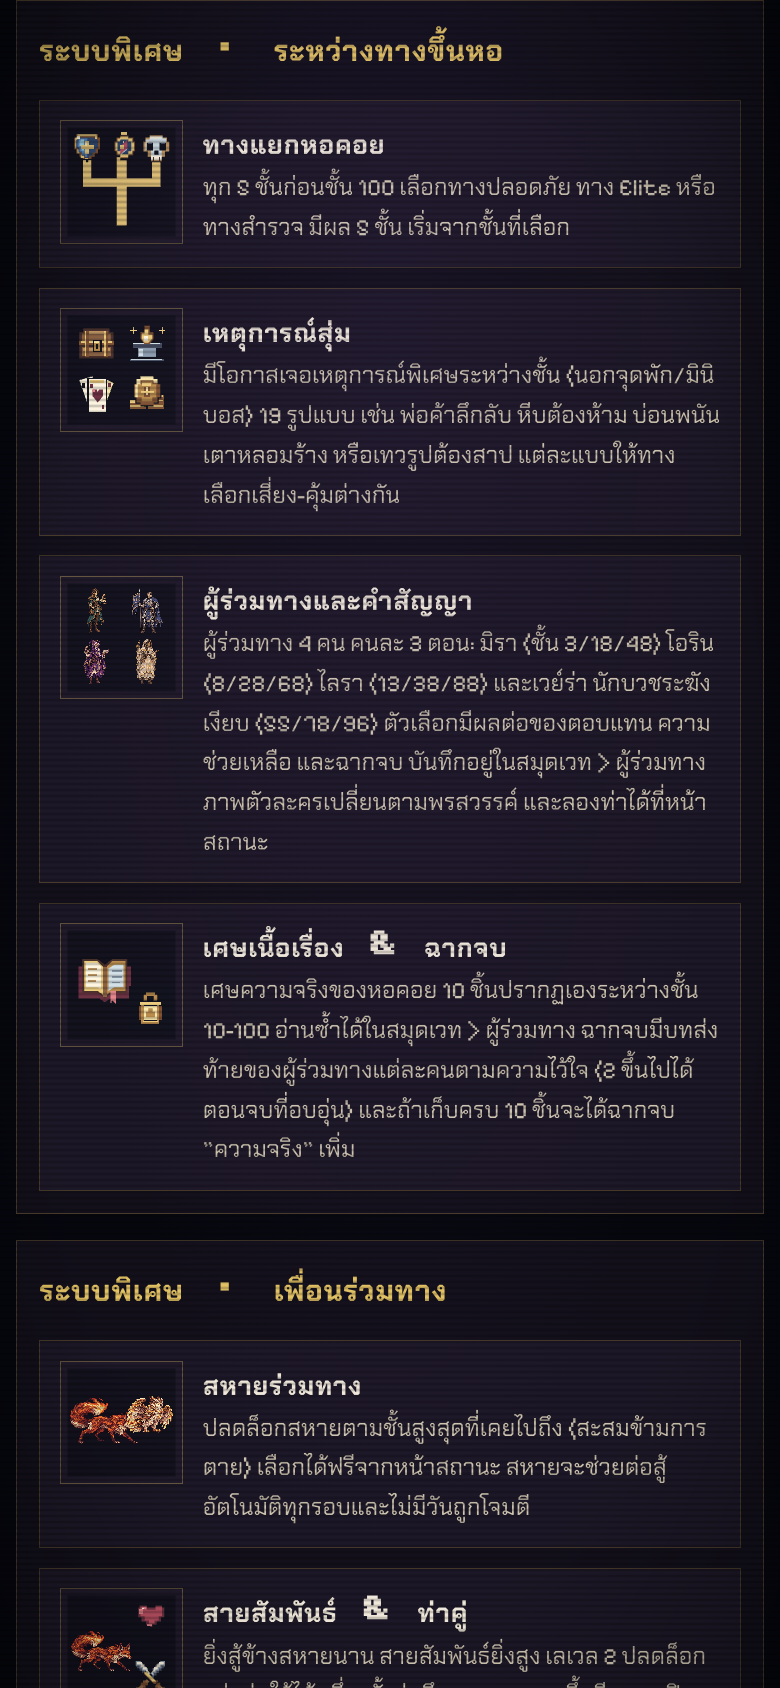 ระบบพิเศษ · ระหว่างทางขึ้นหอ
ทางแยกหอคอย
ทุก 5 ชั้นก่อนชั้น 100 เลือกทางปลอดภัย ทาง Elite หรือ
ทางสำรวจ มีผล 5 ชั้น เริ่มจากชั้นที่เลือก
เหตุการณ์สุ่ม
มีโอกาสเจอเหตุการณ์พิเศษระหว่างชั้น (นอกจุดพัก/มินิ
บอส) 19 รูปแบบ เช่น พ่อค้าลึกลับ หีบต้องห้าม บ่อนพนัน
เตาหลอมร้าง หรือเทวรูปต้องสาป แต่ละแบบให้ทาง
เลือกเสี่ยง-คุ้มต่างกัน
ผู้ร่วมทางและคำสัญญา
ผู้ร่วมทาง 4 คน คนละ 3 ตอน: มิรา (ชั้น 3/18/48) โอริน
(8/28/68) ไลรา (13/38/88) และเวย์ร่า นักบวชระฆัง
เงียบ (55/78/96) ตัวเลือกมีผลต่อของตอบแทน ความ
ช่วยเหลือ และฉากจบ บันทึกอยู่ในสมุดเวท > ผู้ร่วมทาง
ภาพตัวละครเปลี่ยนตามพรสวรรค์ และลองท่าได้ที่หน้า
สถานะ
เศษเนื้อเรื่อง & ฉากจบ
เศษความจริงของหอคอย 10 ชิ้นปรากฏเองระหว่างชั้น
10-100 อ่านซ้ำได้ในสมุดเวท > ผู้ร่วมทาง ฉากจบมีบทส่ง
ท้ายของผู้ร่วมทางแต่ละคนตามความไว้ใจ (2 ขึ้นไปได้
ตอนจบที่อบอุ่น) และถ้าเก็บครบ 10 ชิ้นจะได้ฉากจบ
"ความจริง" เพิ่ม
ระบบพิเศษ · เพื่อนร่วมทาง
สหายร่วมทาง
ปลดล็อกสหายตามชั้นสูงสุดที่เคยไปถึง (สะสมข้ามการ
ตาย) เลือกได้ฟรีจากหน้าสถานะ สหายจะช่วยต่อสู้
อัตโนมัติทุกรอบและไม่มีวันถูกโจมตี
สายสัมพันธ์ & ท่าคู่
ยิ่งสู้ข้างสหายนาน สายสัมพันธ์ยิ่งสูง เลเวล 2 ปลดล็อก